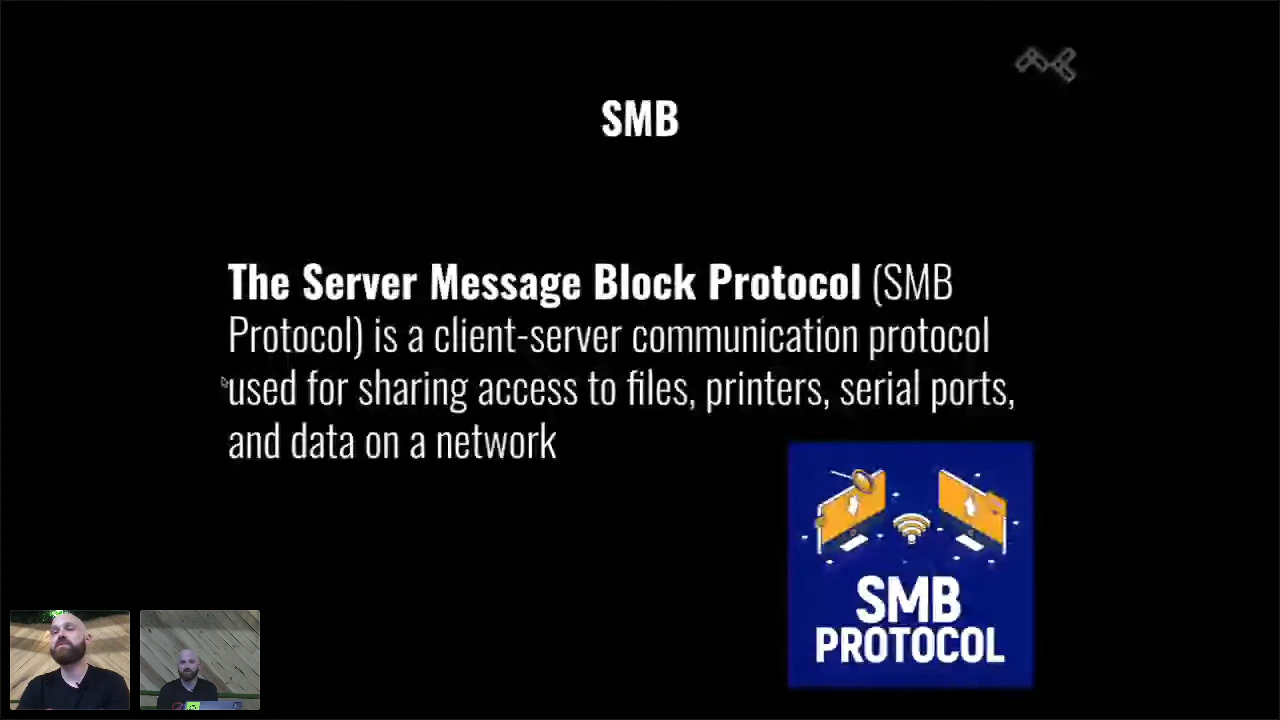 SMB
The Server Message Block Protocol (SMB
Protocol) is a client-server communication protocol
used for sharing access to files, printers, serial ports,
and data on a network
SMB
PROTOCOL